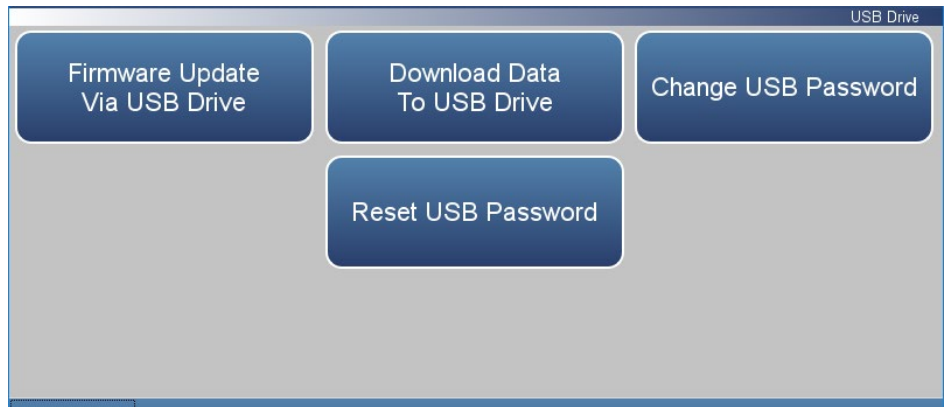 USB Drive
Firmware Update
Via USB Drive
Download Data
To USB Drive
Change USB Password
Reset USB Password